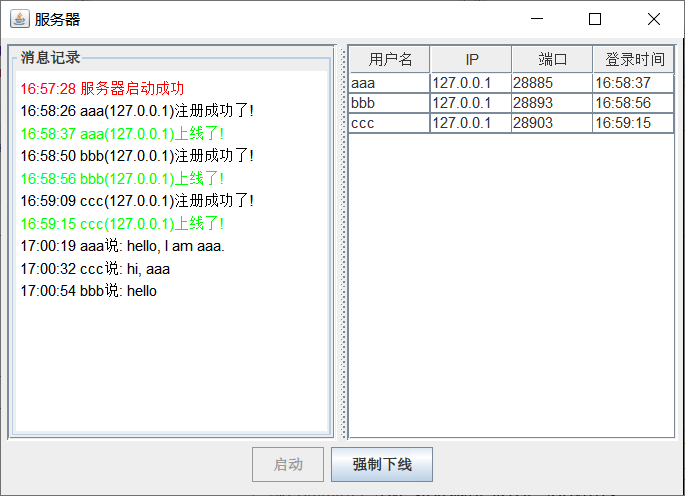 服务器
消息记录
16:57:28 服务器启动成功
16:58:26 aaa(127.0.0.1)注册成功了!
16:58:37 aaa(127.0.0.1)上线了!
16:58:50 bbb(127.0.0.1)注册成功了!
16:58:56 bbb(127.0.0.1)上线了!
16:59:09 ccc(127.0.0.1)注册成功了!
16:59:15 ccc(127.0.0.1)上线了!
17:00:19 aaa说: hello, I am aaa.
17:00:32 ccc说: hi, aaa
17:00:54 bbb说: hello
用户名 IP 端口 登录时间
aaa 127.0.0.1 28885 16:58:37
bbb 127.0.0.1 28893 16:58:56
ccc 127.0.0.1 28903 16:59:15
启动 强制下线